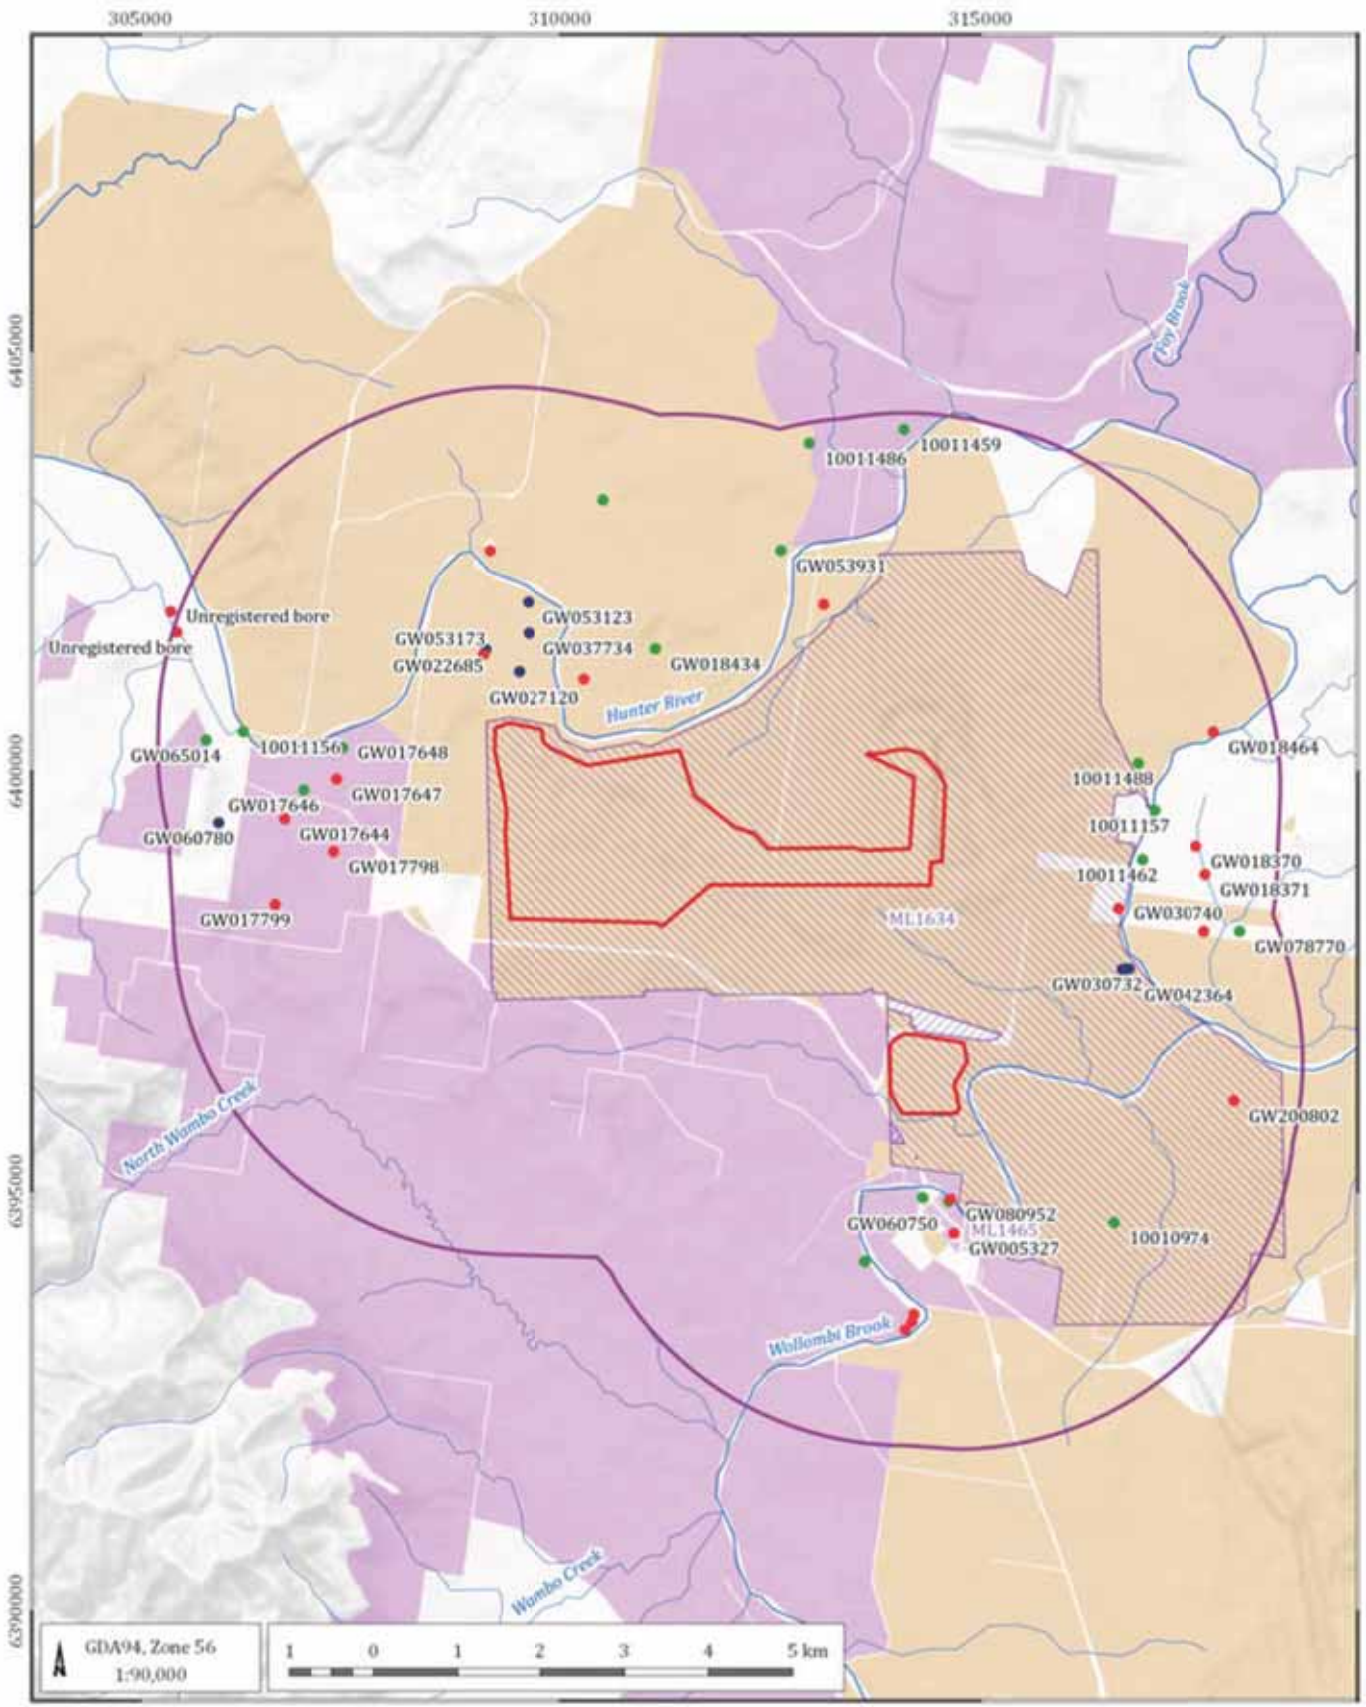 305000
310000
315000
6405000
Foy Brook
10011459
10011486
GW053931
Unregistered bore
GW053123
GW053173
GW037734
Unregistered bore
GW022685
GW018434
GW027120
Hunter River
GW065014
10011156
GW017648
GW018464
6400000
10011488
GW017647
GW017646
GW060780
GW017644
10011157
GW017798
GW018370
10011462
GW018371
GW017799
GW030740
ML1634
GW078770
GW030732
GW042364
North Wambo Creek
GW200802
6395000
GW060750
GW080952
ML1465
10010974
GW005327
Wollombi Brook
Wambo Creek
6390000
GDA94, Zone 56
1:90,000
1 0 1 2 3 4 5 km